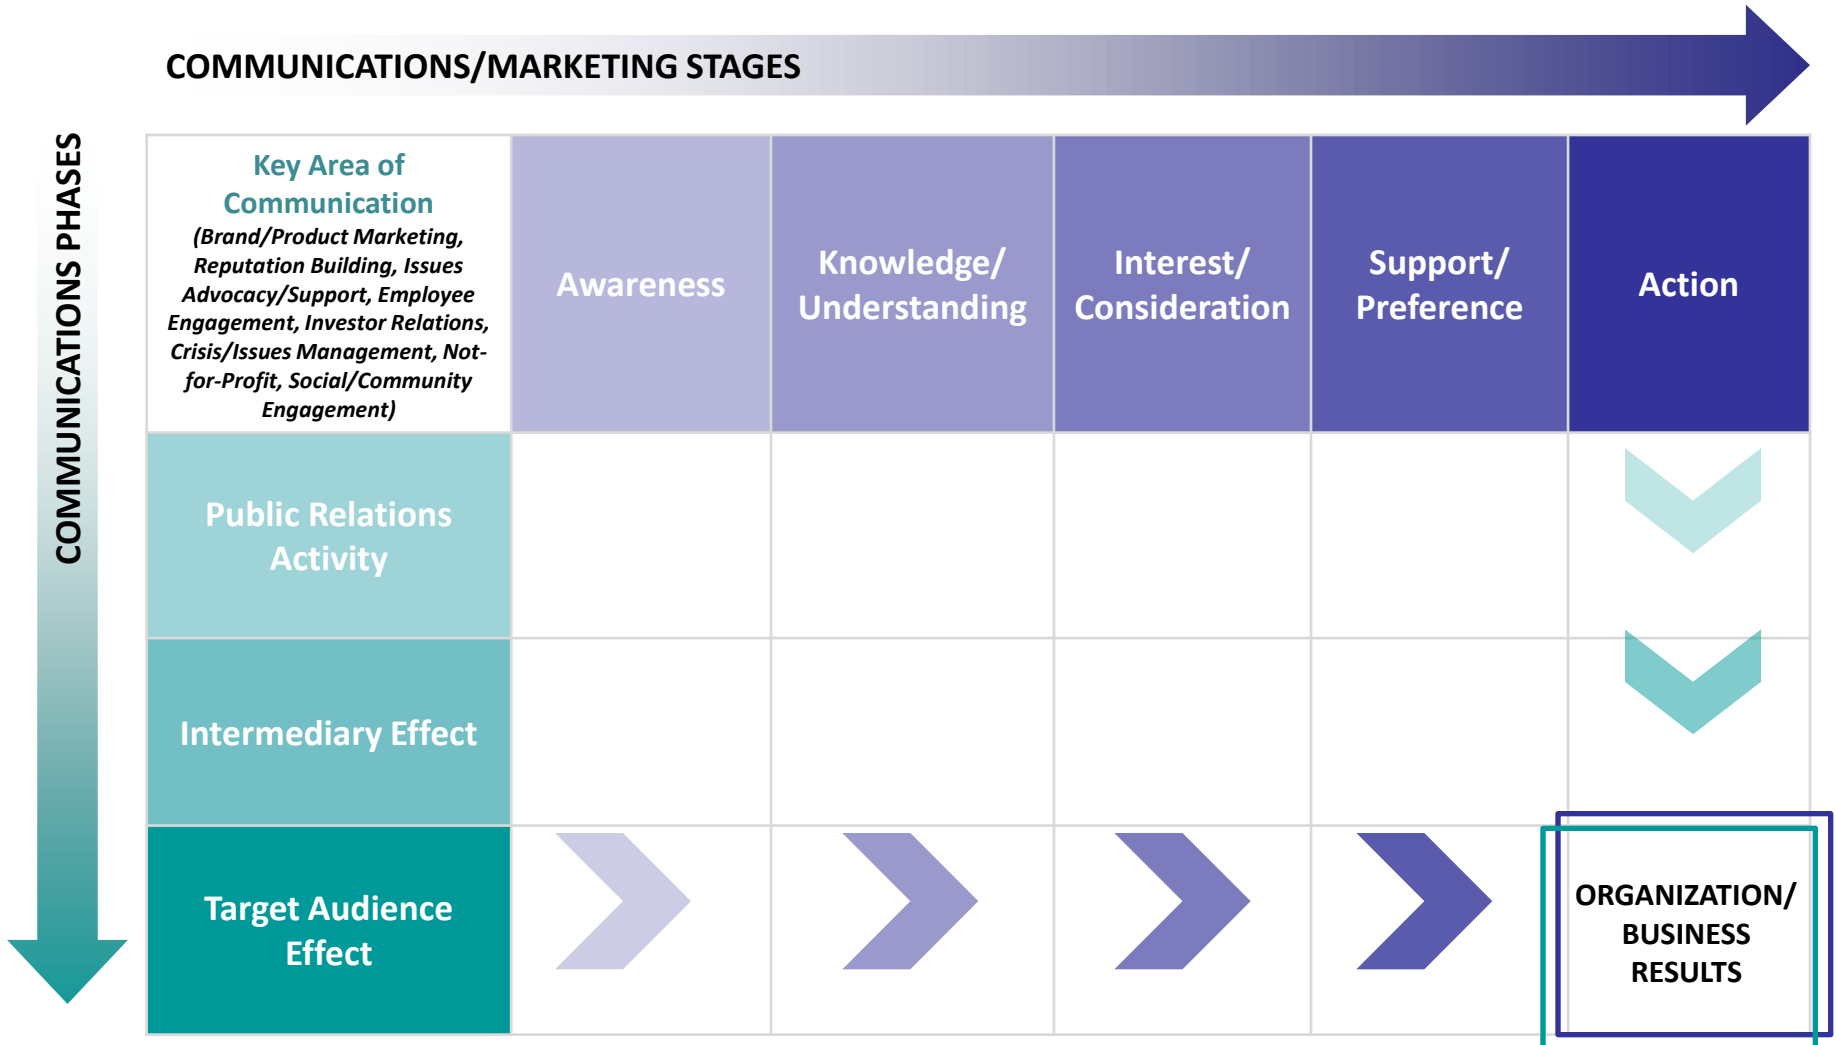 COMMUNICATIONS/MARKETING STAGES
COMMUNICATIONS PHASES
Key Area of
Communication
(Brand/Product Marketing,
Reputation Building, Issues
Advocacy/Support, Employee
Engagement, Investor Relations,
Crisis/Issues Management, Not-
for-Profit, Social/Community
Engagement)
Awareness
Knowledge/
Understanding
Interest/
Consideration
Support/
Preference
Action
Public Relations
Activity
Intermediary Effect
Target Audience
Effect
ORGANIZATION/
BUSINESS
RESULTS